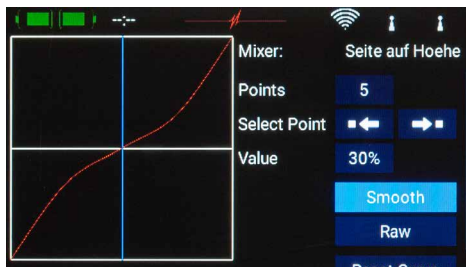 --:--
Mixer: Seite auf Hoehe
Points 5
Select Point
Value 30%
Smooth
Raw